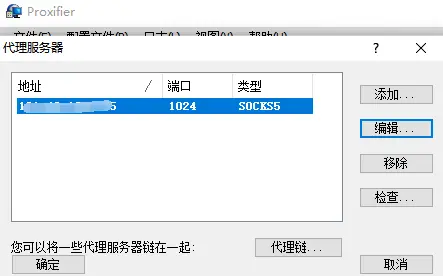 Proxifier
文件(F) 配置文件(P) 日志(L) 视图(V) 帮助(H)
代理服务器
? ×
地址 / 端口 类型
1024 SOCKS5
添加...
编辑...
移除
检查...
您可以将一些代理服务器链在一起:
代理链...
确定
取消